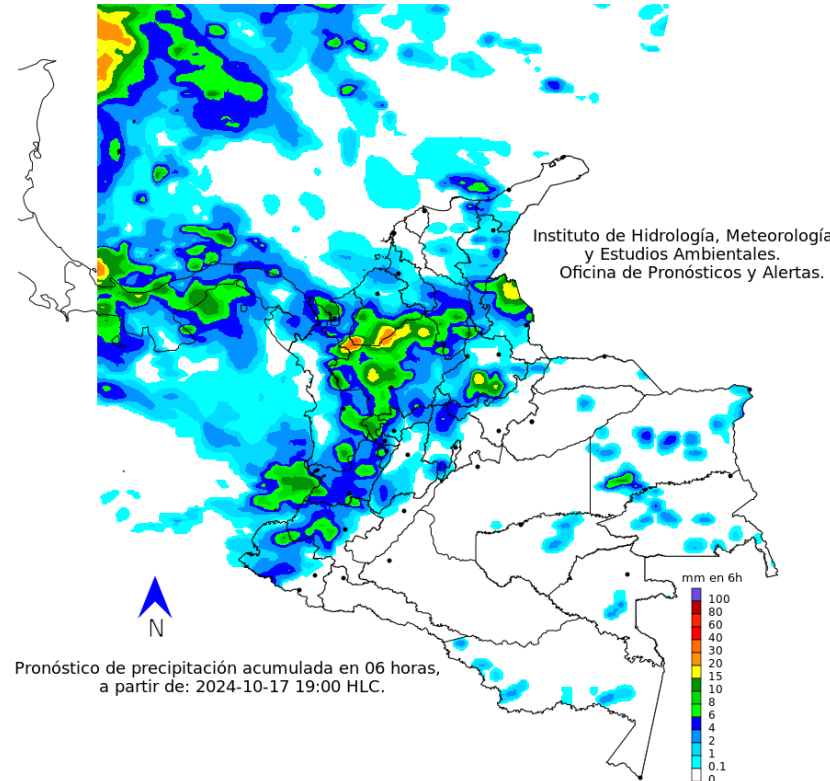 Instituto de Hidrología, Meteorología
y Estudios Ambientales.
Oficina de Pronósticos y Alertas.
N
mm en 6h
100
80
60
40
30
20
15
10
8
6
4
2
1
0.1
0
Pronóstico de precipitación acumulada en 06 horas,
a partir de: 2024-10-17 19:00 HLC.